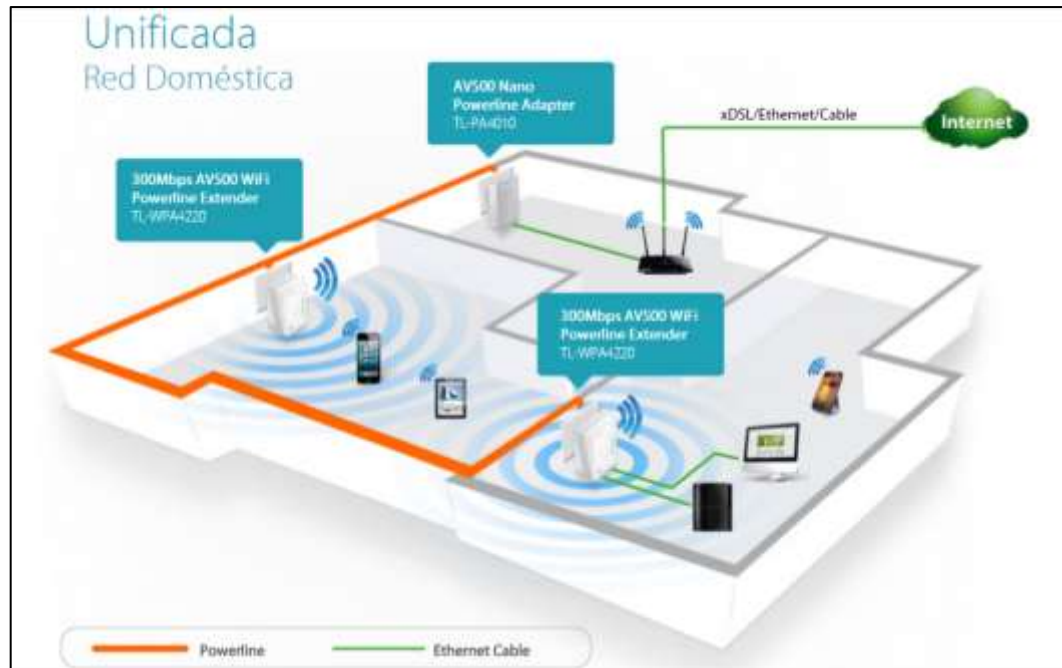 Unificada
Red Doméstica
AV500 Nano
Powerline Adapter
TL-PA4010
xDSL/Ethernet/Cable
Internet
300Mbps AV500 WiFi
Powerline Extender
TL-WPA4220
300Mbps AV500 WiFi
Powerline Extender
TL-WPA4220
Powerline
Ethernet Cable